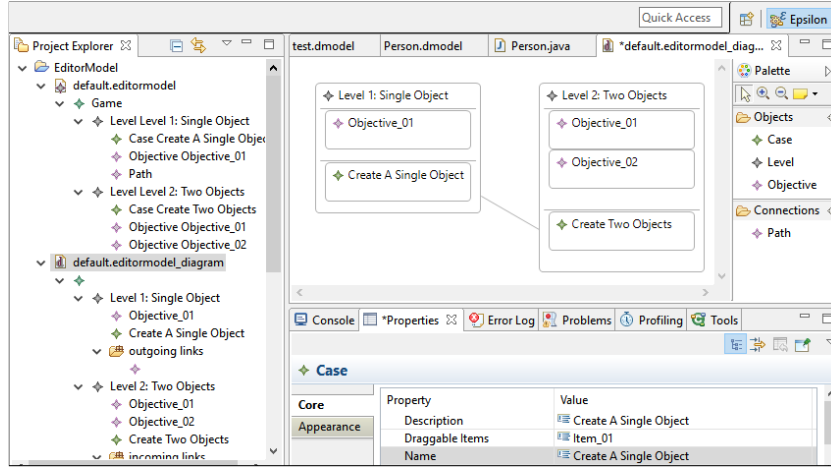 Quick Access
Epsilon
Project Explorer
EditorModel
default.editormodel
Game
Level Level 1: Single Object
Case Create A Single Objec
Objective Objective_01
Path
Level Level 2: Two Objects
Case Create Two Objects
Objective Objective_01
Objective Objective_02
default.editormodel_diagram
Level 1: Single Object
Objective_01
Create A Single Object
outgoing links
Level 2: Two Objects
Objective_01
Objective_02
Create Two Objects
incoming links
test.dmodel
Person.dmodel
Person.java
*default.editormodel_diag...
Level 1: Single Object
Objective_01
Create A Single Object
Level 2: Two Objects
Objective_01
Objective_02
Create Two Objects
Palette
Objects
Case
Level
Objective
Connections
Path
Console
*Properties
Error Log
Problems
Profiling
Tools
Case
Core
Appearance
Property Value
Description Create A Single Object
Draggable Items Item_01
Name Create A Single Object